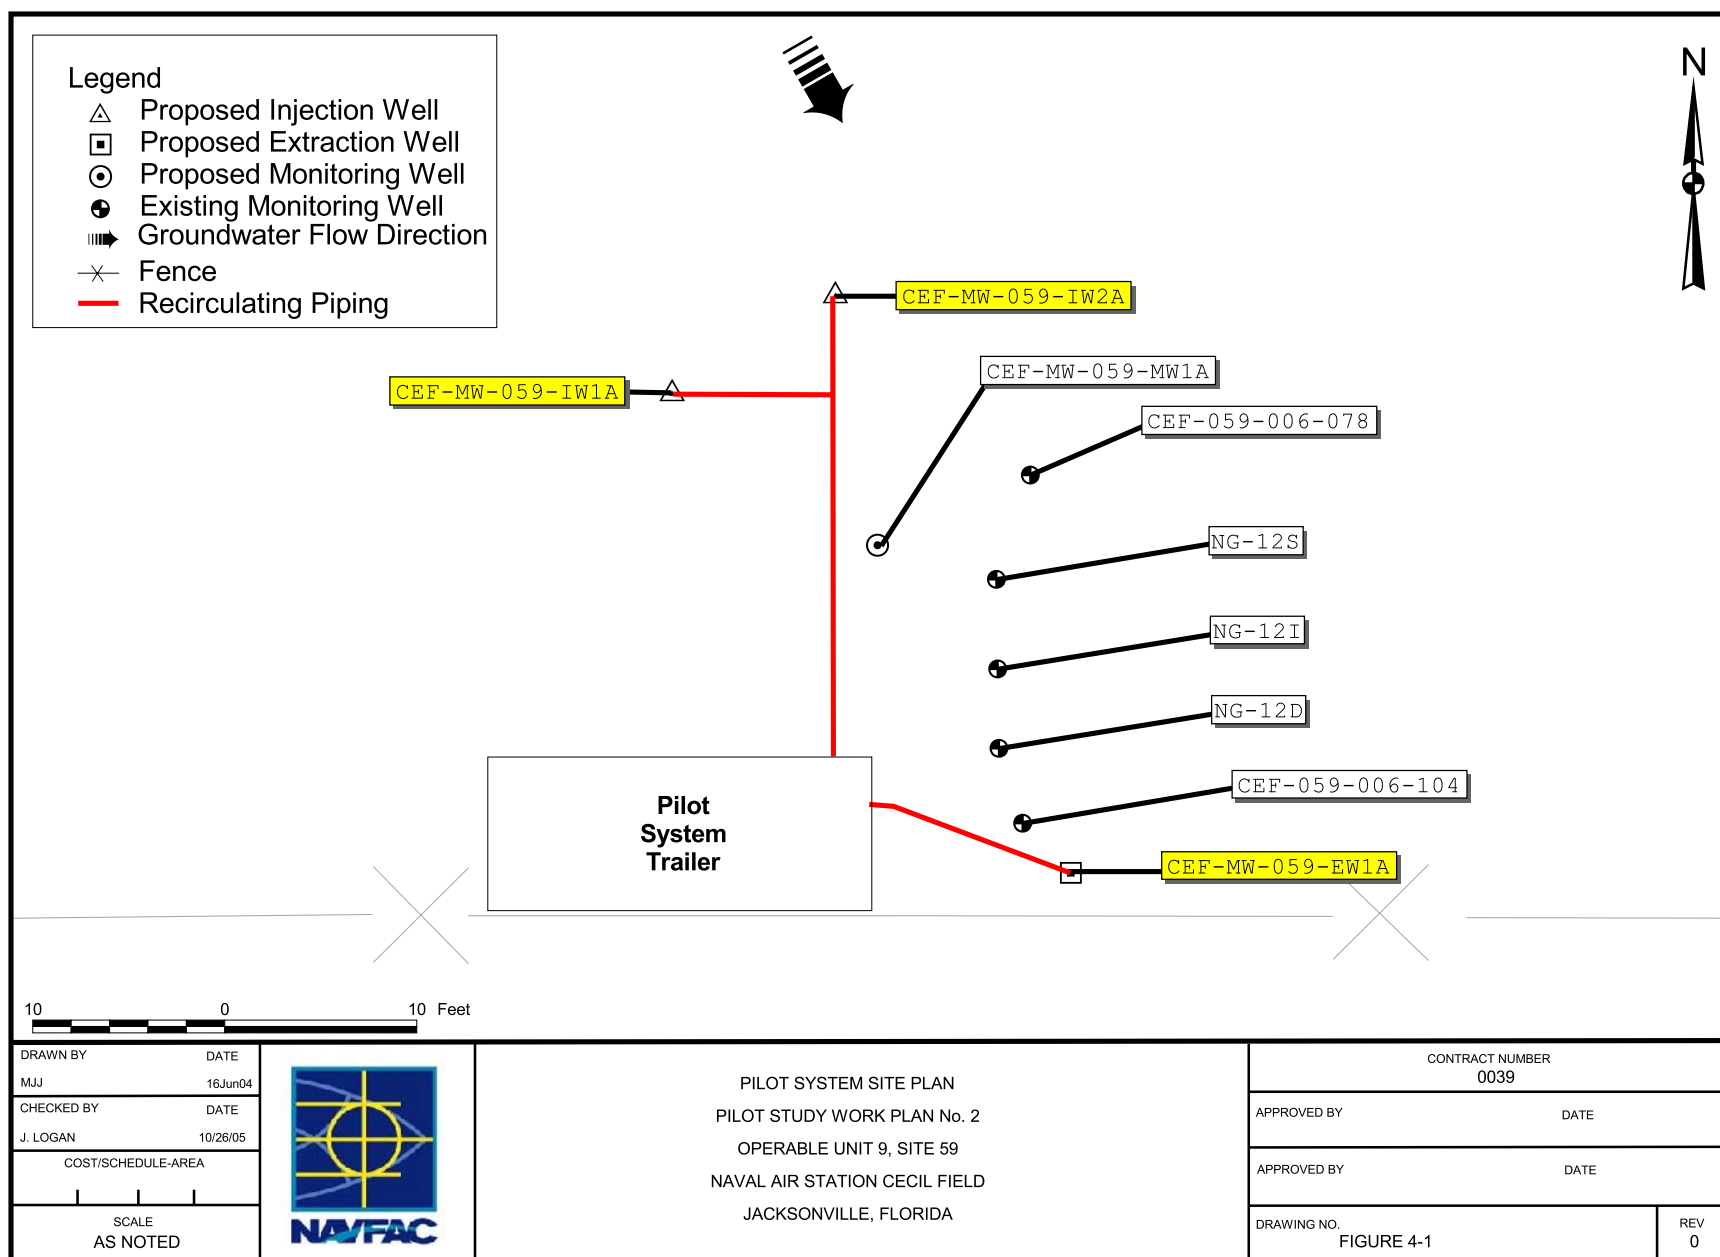 Legend
Proposed Injection Well
Proposed Extraction Well
Proposed Monitoring Well
Existing Monitoring Well
Groundwater Flow Direction
Fence
Recirculating Piping
N
CEF-MW-059-IW2A
CEF-MW-059-MW1A
CEF-MW-059-IW1A
CEF-059-006-078
NG-12S
NG-12I
NG-12D
CEF-059-006-104
CEF-MW-059-EW1A
Pilot
System
Trailer
10 0 10 Feet
DRAWN BY DATE
MJJ 16Jun04
CHECKED BY DATE
J. LOGAN 10/26/05
COST/SCHEDULE-AREA
SCALE
AS NOTED
NAVFAC
PILOT SYSTEM SITE PLAN
PILOT STUDY WORK PLAN No. 2
OPERABLE UNIT 9, SITE 59
NAVAL AIR STATION CECIL FIELD
JACKSONVILLE, FLORIDA
CONTRACT NUMBER
0039
APPROVED BY DATE
APPROVED BY DATE
DRAWING NO.
FIGURE 4-1
REV
0